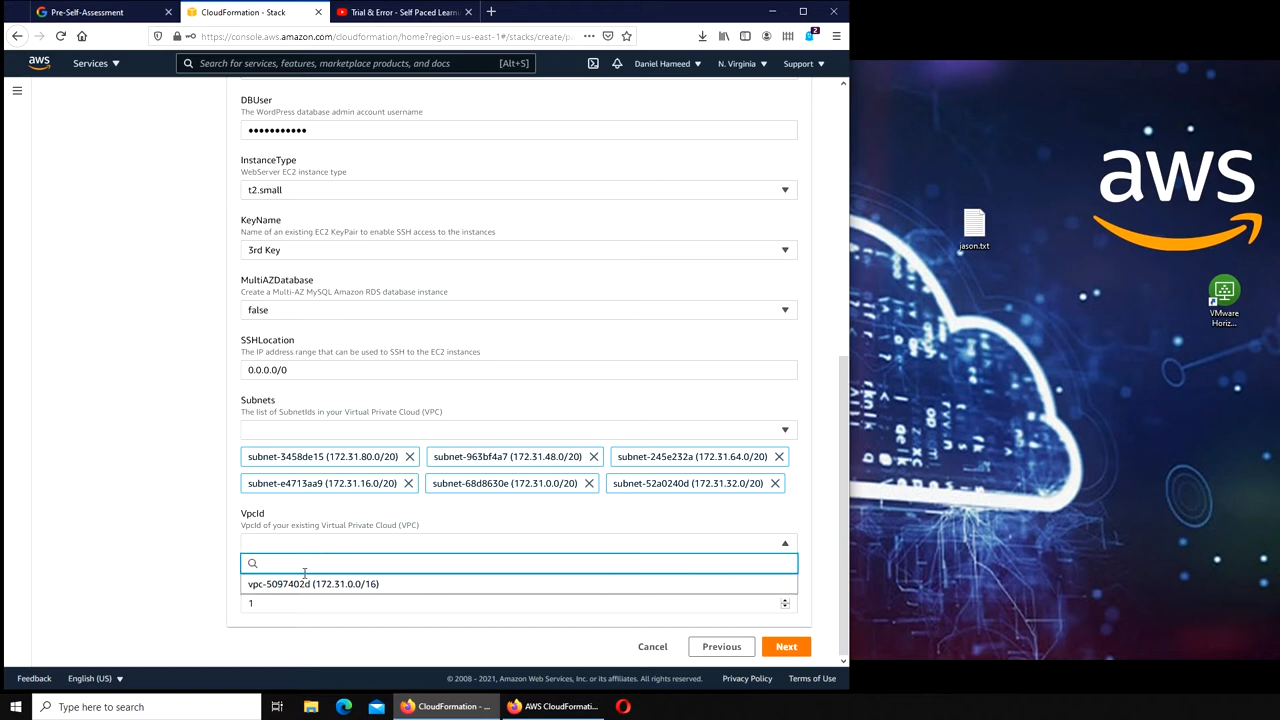 Pre-Self-Assessment
CloudFormation - Stack
Trial & Error - Self Paced Learn
https://console.aws.amazon.com/cloudformation/home?region=us-east-1#/stacks/create/p
2
aws
Services
Search for services, features, marketplace products, and docs
[Alt+S]
Daniel Hameed
N. Virginia
Support
DBUser
The WordPress database admin account username
•••••••••••
InstanceType
WebServer EC2 instance type
t2.small
KeyName
Name of an existing EC2 KeyPair to enable SSH access to the instances
3rd Key
MultiAZDatabase
Create a Multi-AZ MySQL Amazon RDS database instance
false
SSHLocation
The IP address range that can be used to SSH to the EC2 instances
0.0.0.0/0
Subnets
The list of SubnetIds in your Virtual Private Cloud (VPC)
subnet-3458de15 (172.31.80.0/20)
subnet-963bf4a7 (172.31.48.0/20)
subnet-245e232a (172.31.64.0/20)
subnet-e4713aa9 (172.31.16.0/20)
subnet-68d8630e (172.31.0.0/20)
subnet-52a0240d (172.31.32.0/20)
VpcId
VpcId of your existing Virtual Private Cloud (VPC)
vpc-5097402d (172.31.0.0/16)
1
Cancel
Previous
Next
Feedback
English (US)
© 2008 - 2021, Amazon Web Services, Inc. or its affiliates. All rights reserved.
Privacy Policy
Terms of Use
Type here to search
CloudFormation - ...
AWS CloudFormati...
aws
jason.txt
VMware
Horiz...